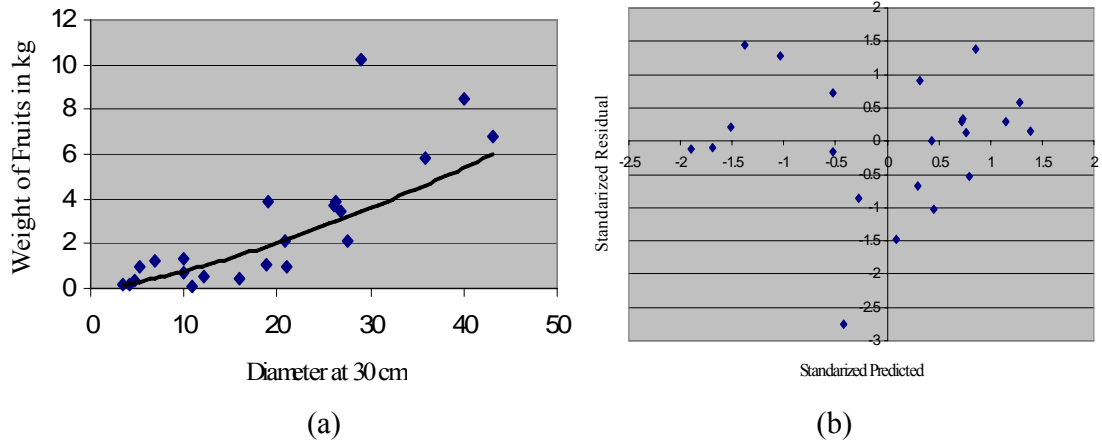 12
10
8
6
4
2
0
0 10 20 30 40 50
Weight of Fruits in kg
Diameter at 30 cm
(a)
2
1.5
1
0.5
0
-0.5
-1
-1.5
-2
-2.5
-3
-2.5 -2 -1.5 -1 -0.5 0 0.5 1 1.5 2
Standarized Residual
Standarized Predicted
(b)